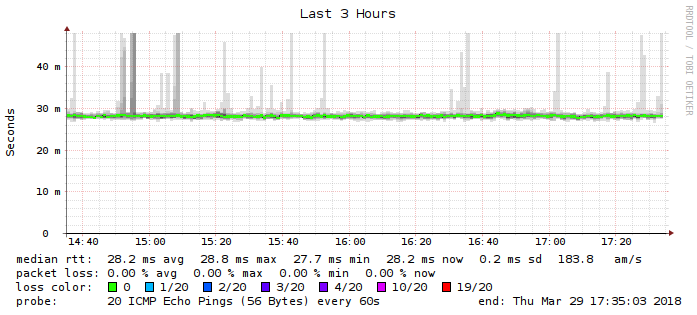 Last 3 Hours
RRDTOOL / TOBI OETIKER
Seconds
40 m
30 m
20 m
10 m
0
14:40 15:00 15:20 15:40 16:00 16:20 16:40 17:00 17:20
median rtt: 28.2 ms avg 28.8 ms max 27.7 ms min 28.2 ms now 0.2 ms sd 183.8 am/s
packet loss: 0.00 % avg 0.00 % max 0.00 % min 0.00 % now
loss color: 0 1/20 2/20 3/20 4/20 10/20 19/20
probe: 20 ICMP Echo Pings (56 Bytes) every 60s end: Thu Mar 29 17:35:03 2018